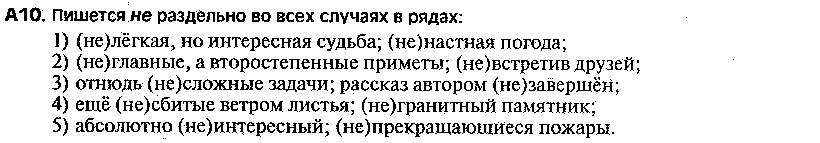 А10. Пишется не раздельно во всех случаях в рядах:
1) (не)лёгкая, но интересная судьба; (не)настная погода;
2) (не)главные, а второстепенные приметы; (не)встретив друзей;
3) отнюдь (не)сложные задачи; рассказ автором (не)завершён;
4) ещё (не)сбитые ветром листья; (не)гранитный памятник;
5) абсолютно (не)интересный; (не)прекращающиеся пожары.